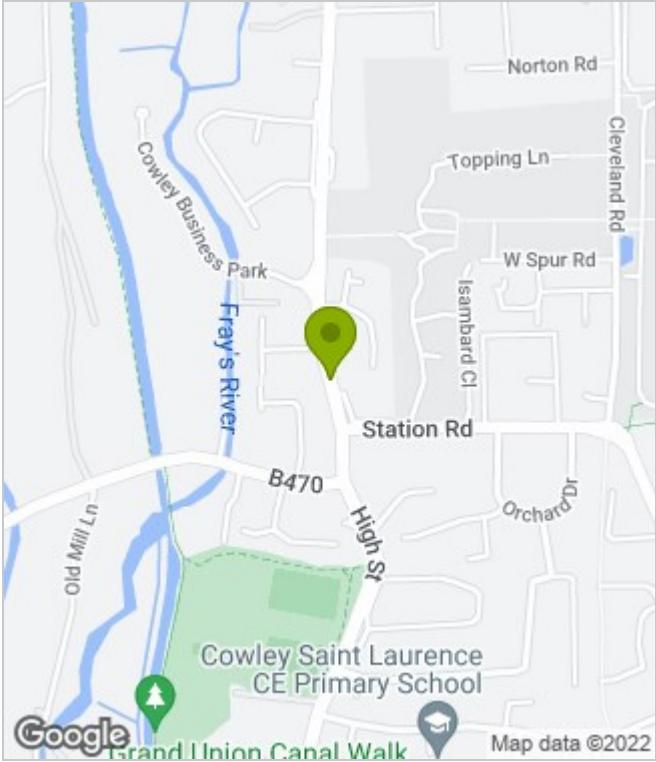 Norton Rd
Topping Ln
Cleveland Rd
Cowley Business Park
W Spur Rd
Isambard Cl
Fray's River
Station Rd
B470
Orchard Dr
High St
Old Mill Ln
Cowley Saint Laurence
CE Primary School
Google
Grand Union Canal Walk
Map data ©2022